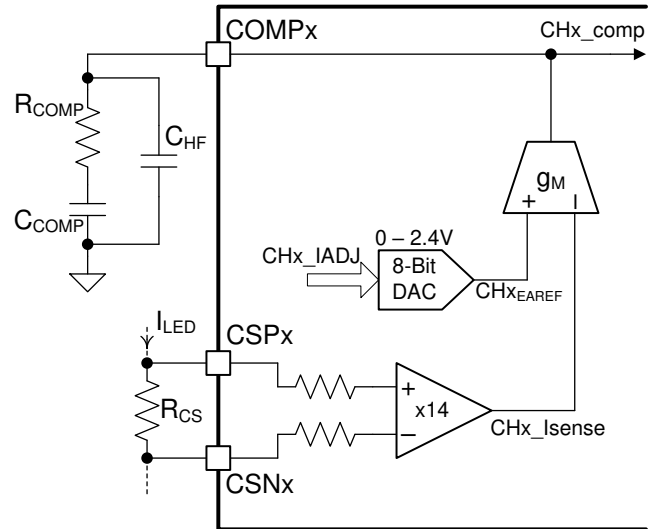 COMPx
CHx_comp
RCOMP
CHF
CCOMP
gM
+
–
0 – 2.4V
CHx_IADJ
8-Bit
DAC
CHxEAREF
ILED
CSPx
RCS
+
x14
–
CHx_Isense
CSNx